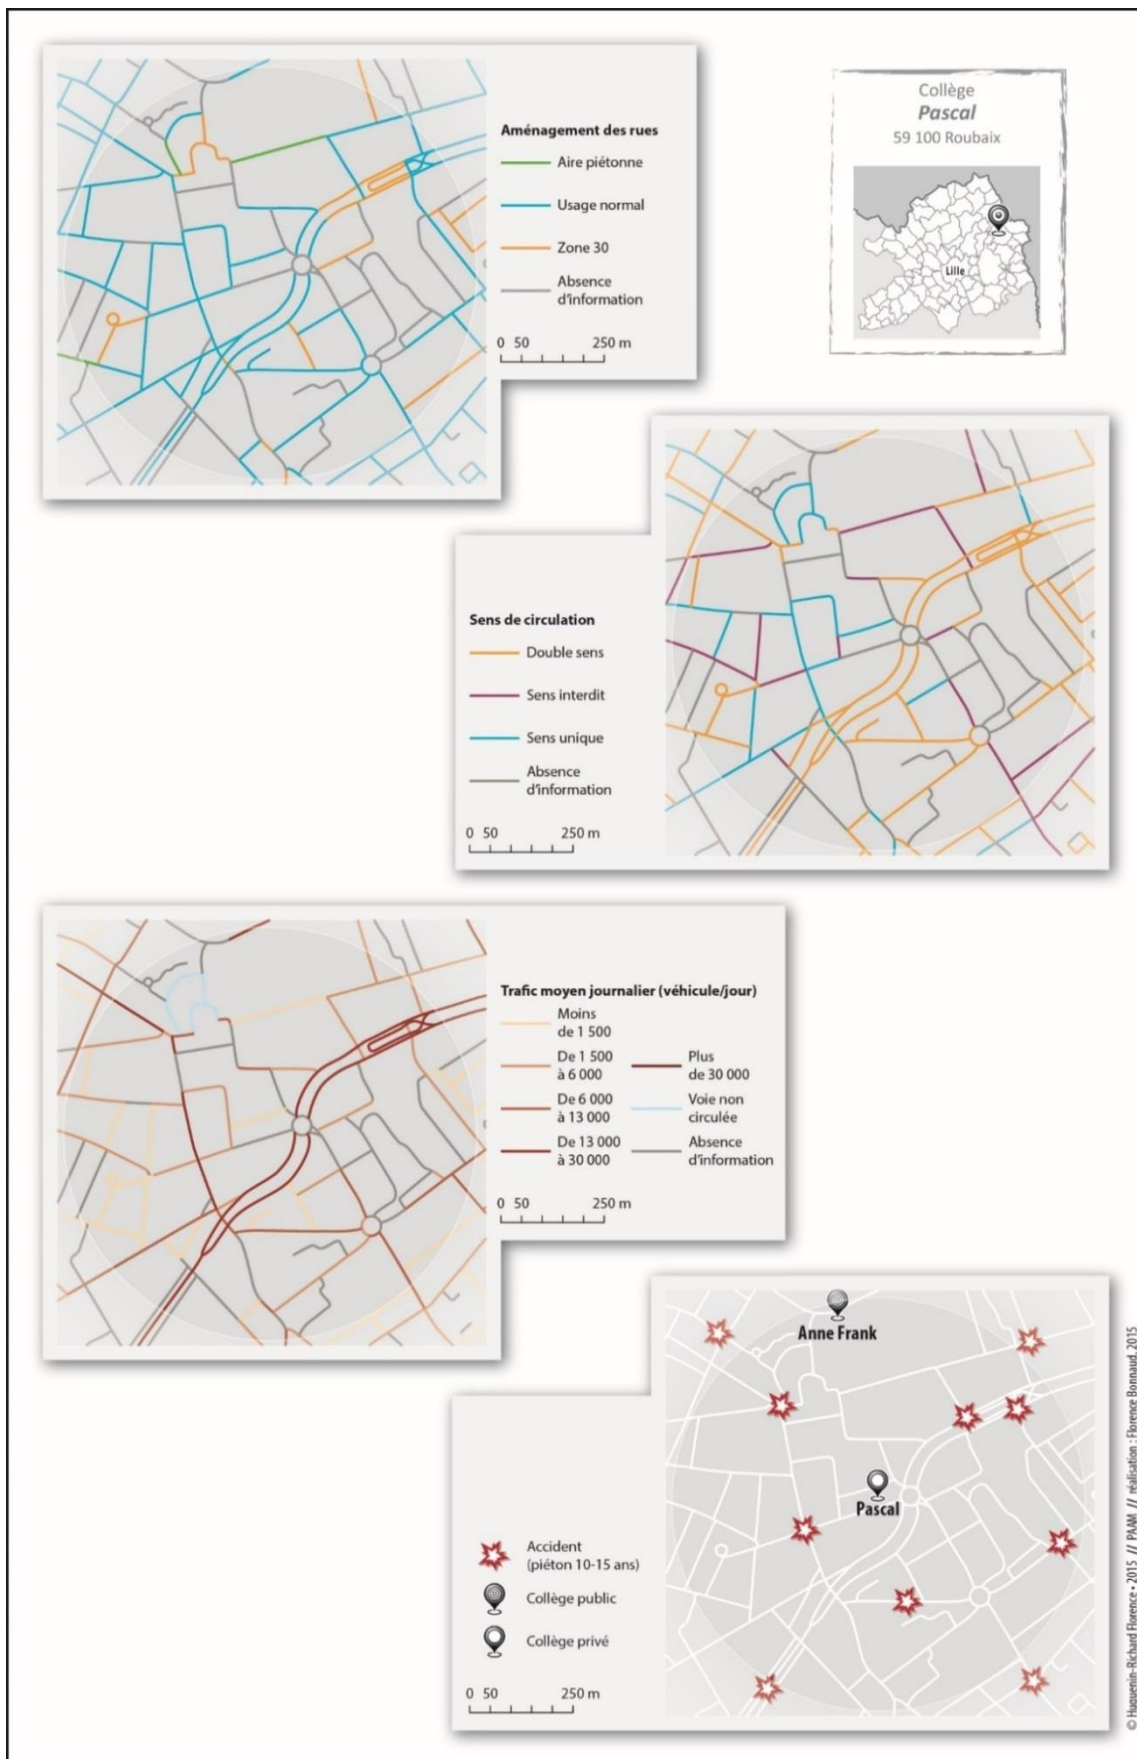 Collège
Pascal
59 100 Roubaix
Lille
Aménagement des rues
Aire piétonne
Usage normal
Zone 30
Absence
d'information
0 50 250 m
Sens de circulation
Double sens
Sens interdit
Sens unique
Absence
d'information
0 50 250 m
Trafic moyen journalier (véhicule/jour)
Moins
de 1 500
De 1 500
à 6 000
Plus
de 30 000
De 6 000
à 13 000
Voie non
circulée
De 13 000
à 30 000
Absence
d'information
0 50 250 m
Anne Frank
Pascal
Accident
(piéton 10-15 ans)
Collège public
Collège privé
0 50 250 m
© Huguenin-Richard Florence • 2015 // PAAM // réalisation : Florence Bonnaud, 2015